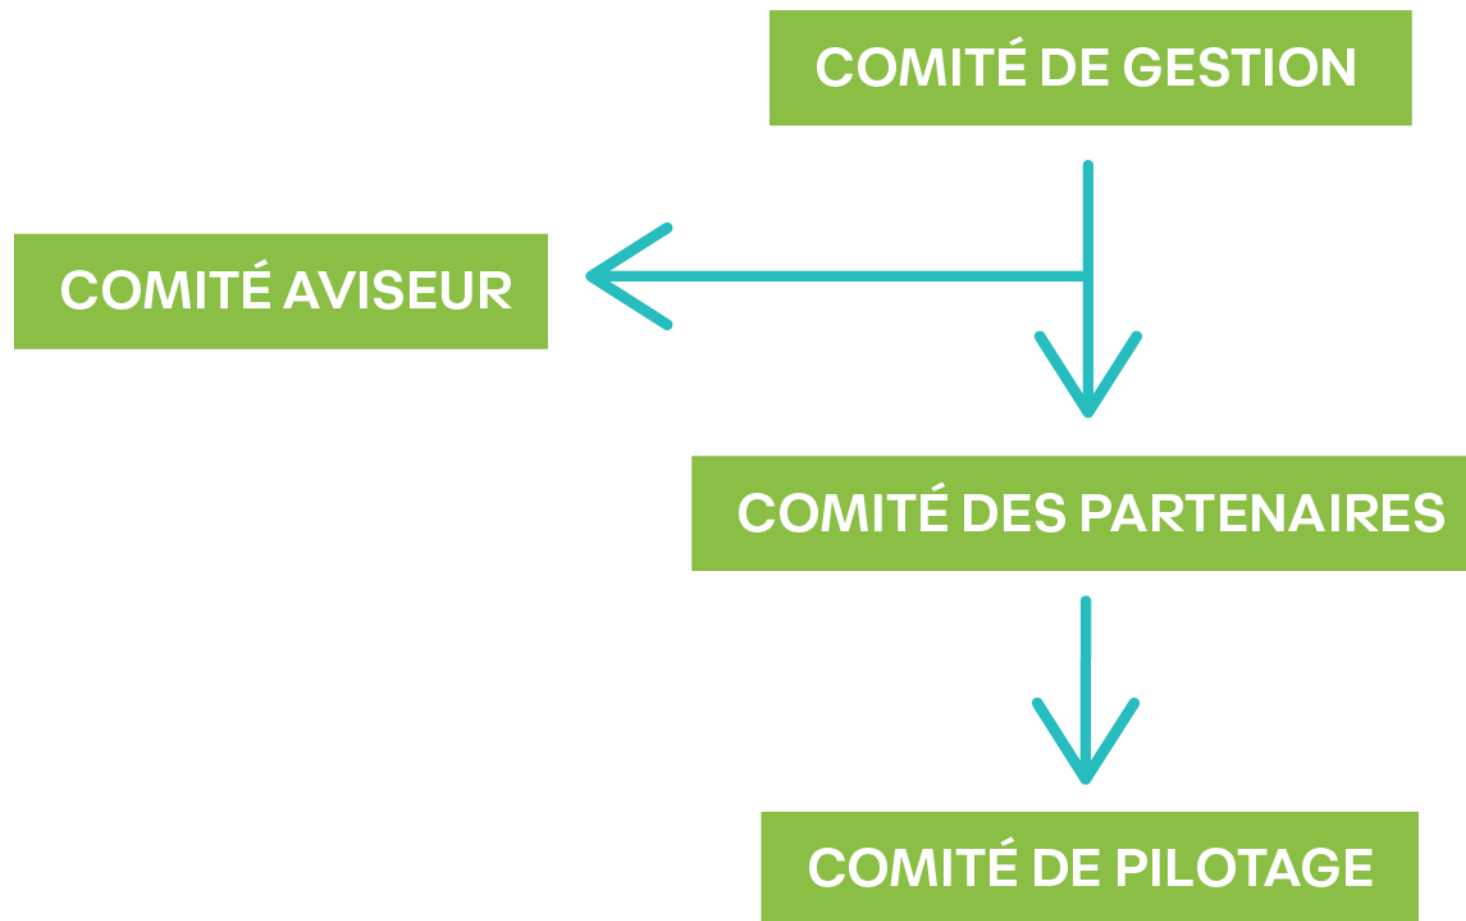 COMITÉ DE GESTION
COMITÉ AVISEUR
COMITÉ DES PARTENAIRES
COMITÉ DE PILOTAGE